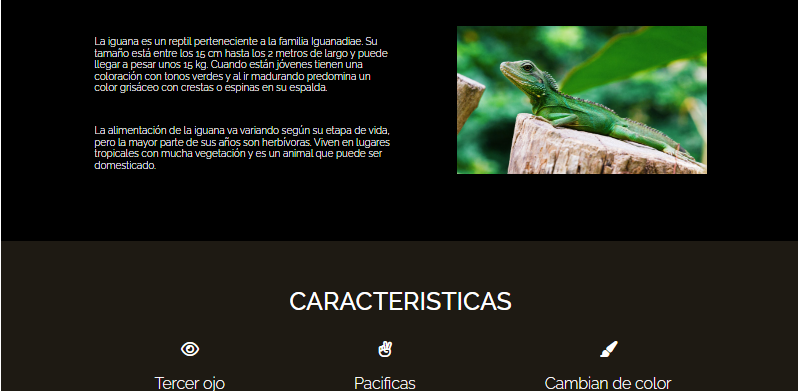 La iguana es un reptil perteneciente a la familia Iguanadiae. Su
tamaño está entre los 15 cm hasta los 2 metros de largo y puede
llegar a pesar unos 15 kg. Cuando están jóvenes tienen una
coloración con tonos verdes y al ir madurando predomina un
color grisáceo con crestas o espinas en su espalda.
La alimentación de la iguana va variando según su etapa de vida,
pero la mayor parte de sus años son herbívoras. Viven en lugares
tropicales con mucha vegetación y es un animal que puede ser
domesticado.
CARACTERISTICAS
Tercer ojo
Pacificas
Cambian de color